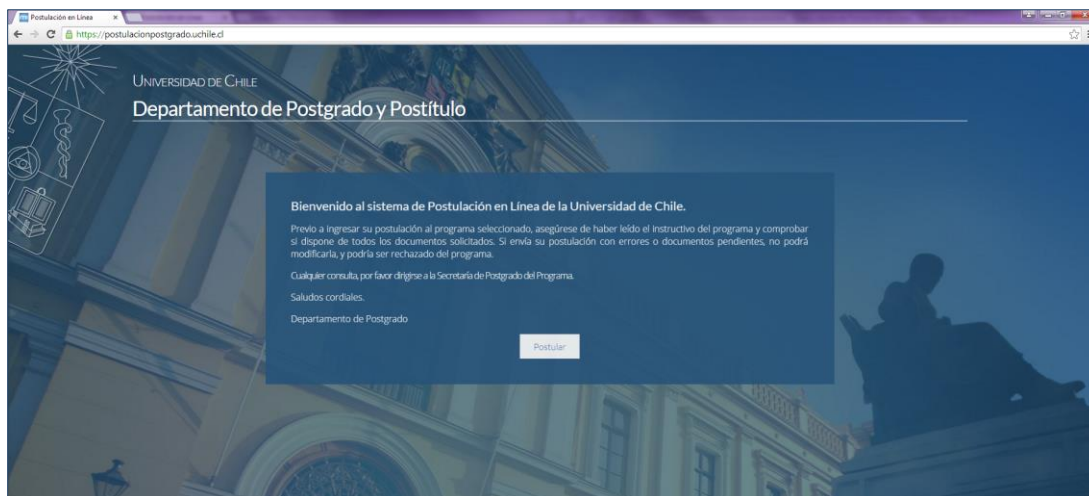 Postulación en Línea
https://postulacionpostgrado.uchile.cl
UNIVERSIDAD DE CHILE
Departamento de Postgrado y Postítulo
Bienvenido al sistema de Postulación en Línea de la Universidad de Chile.
Previo a ingresar su postulación al programa seleccionado, asegúrese de haber leído el instructivo del programa y comprobar
si dispone de todos los documentos solicitados. Si envía su postulación con errores o documentos pendientes, no podrá
modificarla, y podría ser rechazado del programa.
Cualquier consulta, por favor dirigirse a la Secretaría de Postgrado del Programa.
Saludos cordiales.
Departamento de Postgrado
Postular